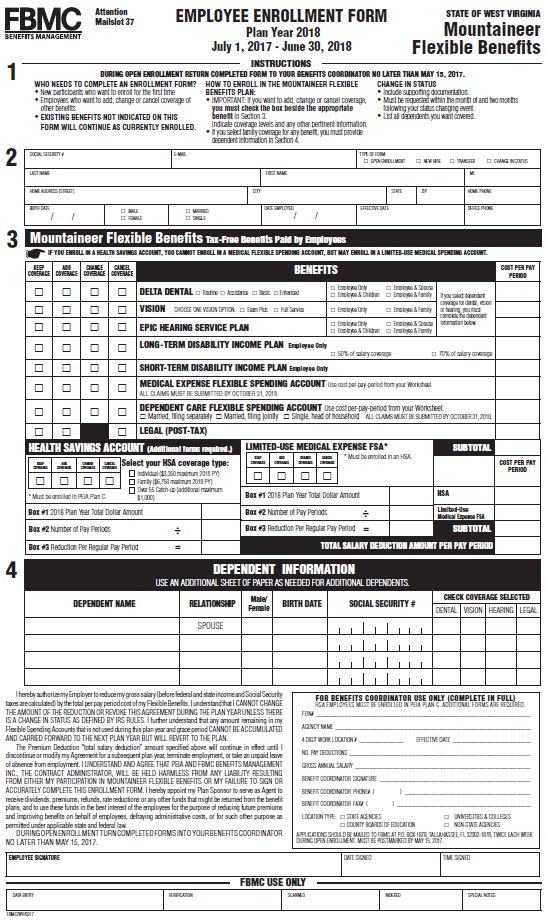 FBMC
BENEFITS MANAGEMENT
Attention
Mailslot 37
EMPLOYEE ENROLLMENT FORM
Plan Year 2018
July 1, 2017 - June 30, 2018
STATE OF WEST VIRGINIA
Mountaineer
Flexible Benefits
1
INSTRUCTIONS
DURING OPEN ENROLLMENT RETURN COMPLETED FORM TO YOUR BENEFITS COORDINATOR NO LATER THAN MAY 15, 2017.
WHO NEEDS TO COMPLETE AN ENROLLMENT FORM?
• New participants who want to enroll for the first time
• Employees who want to add, change or cancel coverage of
other benefits
• EXISTING BENEFITS NOT INDICATED ON THIS
FORM WILL CONTINUE AS CURRENTLY ENROLLED.
HOW TO ENROLL IN THE MOUNTAINEER FLEXIBLE
BENEFITS PLAN:
• IMPORTANT: If you want to add, change or cancel coverage,
you must check the box beside the appropriate
benefit in Section 3.
Indicate coverage levels and any other pertinent information.
• If you select family coverage for any benefit, you must provide
dependent information in Section 4.
CHANGE IN STATUS
• Include supporting documentation.
• Must be requested within the month of and two months
following your status changing event.
• List all dependents you want covered.
2
SOCIAL SECURITY #
E-MAIL
TYPE OF FORM
□ OPEN ENROLLMENT □ NEW HIRE □ TRANSFER □ CHANGE IN STATUS
LAST NAME
FIRST NAME
MI
HOME ADDRESS (STREET)
CITY
STATE
ZIP
HOME PHONE
BIRTH DATE
/ /
□ MALE
□ FEMALE
□ MARRIED
□ SINGLE
DATE EMPLOYED
/ /
EFFECTIVE DATE
OFFICE PHONE
3
Mountaineer Flexible Benefits Tax-Free Benefits Paid by Employees
IF YOU ENROLL IN A HEALTH SAVINGS ACCOUNT, YOU CANNOT ENROLL IN A MEDICAL FLEXIBLE SPENDING ACCOUNT, BUT MAY ENROLL IN A LIMITED-USE MEDICAL SPENDING ACCOUNT.
KEEP COVERAGE
ADD COVERAGE
CHANGE COVERAGE
CANCEL COVERAGE
BENEFITS
COST PER PAY
PERIOD
DELTA DENTAL □ Routine □ Assistance □ Basic □ Enhanced
□ Employee Only □ Employee & Spouse
□ Employee & Children □ Employee & Family
VISION CHOOSE ONE VISION OPTION: □ Exam Plus □ Full Service
□ Employee Only □ Employee & Spouse
□ Employee & Children □ Employee & Family
EPIC HEARING SERVICE PLAN
□ Employee Only □ Employee & Spouse
□ Employee & Children □ Employee & Family
If you select dependent
coverage for dental, vision
or hearing, you must
complete the dependent
information below.
LONG-TERM DISABILITY INCOME PLAN Employee Only
□ 50% of salary coverage □ 70% of salary coverage
SHORT-TERM DISABILITY INCOME PLAN Employee Only
MEDICAL EXPENSE FLEXIBLE SPENDING ACCOUNT Use cost per-pay-period from your Worksheet.
ALL CLAIMS MUST BE SUBMITTED BY OCTOBER 31, 2018.
DEPENDENT CARE FLEXIBLE SPENDING ACCOUNT Use cost per-pay-period from your Worksheet.
□ Married, filing separately □ Married, filing jointly □ Single, head of household ALL CLAIMS MUST BE SUBMITTED BY OCTOBER 31, 2018.
LEGAL (POST-TAX)
HEALTH SAVINGS ACCOUNT (Additional forms required.)
KEEP COVERAGE
ADD COVERAGE
CHANGE COVERAGE
CANCEL COVERAGE
* Must be enrolled in PEIA Plan C.
Select your HSA coverage type:
□ Individual ($3,350 maximum 2018 PY)
□ Family ($6,750 maximum 2018 PY)
□ Over 55 Catch-up (additional maximum
$1,000)
Box #1 2018 Plan Year Total Dollar Amount
Box #2 Number of Pay Periods ÷
Box #3 Reduction Per Regular Pay Period =
LIMITED-USE MEDICAL EXPENSE FSA*
KEEP COVERAGE
ADD COVERAGE
CHANGE COVERAGE
CANCEL COVERAGE
* Must be enrolled in an HSA.
Box #1 2018 Plan Year Total Dollar Amount
Box #2 Number of Pay Periods ÷
Box #3 Reduction Per Regular Pay Period =
SUBTOTAL
COST PER PAY
PERIOD
HSA
Limited-Use
Medical Expense FSA
SUBTOTAL
TOTAL SALARY DEDUCTION AMOUNT PER PAY PERIOD
4
DEPENDENT INFORMATION
USE AN ADDITIONAL SHEET OF PAPER AS NEEDED FOR ADDITIONAL DEPENDENTS.
DEPENDENT NAME
RELATIONSHIP
Male/
Female
BIRTH DATE
SOCIAL SECURITY #
CHECK COVERAGE SELECTED
DENTAL VISION HEARING LEGAL
SPOUSE
I hereby authorize my Employer to reduce my gross salary (before federal and state income and Social Security
taxes are calculated) by the total per pay period cost of my Flexible Benefits. I understand that I CANNOT CHANGE
THE AMOUNT OF THE REDUCTION OR REVOKE THIS AGREEMENT DURING THE PLAN YEAR UNLESS THERE
IS A CHANGE IN STATUS AS DEFINED BY IRS RULES. I further understand that any amount remaining in my
Flexible Spending Accounts that is not used during this plan year and grace period CANNOT BE ACCUMULATED
AND CARRIED FORWARD TO THE NEXT PLAN YEAR BUT WILL REVERT TO THE PLAN.
The Premium Deduction "total salary deduction" amount specified above will continue in effect until I
discontinue or modify my Agreement for a subsequent plan year, terminate employment, or take an unpaid leave
of absence from employment. I UNDERSTAND AND AGREE THAT PEIA AND FBMC BENEFITS MANAGEMENT
INC., THE CONTRACT ADMINISTRATOR, WILL BE HELD HARMLESS FROM ANY LIABILITY RESULTING
FROM EITHER MY PARTICIPATION IN MOUNTAINEER FLEXIBLE BENEFITS OR MY FAILURE TO SIGN OR
ACCURATELY COMPLETE THIS ENROLLMENT FORM. I hereby appoint my Plan Sponsor to serve as Agent to
receive dividends, premiums, refunds, rate reductions or any other funds that might be returned from the benefit
plans, and to use these funds in the best interest of the employees for the purpose of reducing future premiums
and improving benefits on behalf of employees, defraying administrative costs, or for such other purpose as
permitted under applicable state and federal law.
DURING OPEN ENROLLMENT TURN COMPLETED FORMS INTO YOUR BENEFITS COORDINATOR
NO LATER THAN MAY 15, 2017.
FOR BENEFITS COORDINATOR USE ONLY (COMPLETE IN FULL)
HSA EMPLOYEES MUST BE ENROLLED IN PEIA PLAN C. ADDITIONAL FORMS ARE REQUIRED.
FEIN#
AGENCY NAME
4 DIGIT WORK LOCATION # EFFECTIVE DATE
NO. PAY DEDUCTIONS
GROSS ANNUAL SALARY
BENEFIT COORDINATOR SIGNATURE
BENEFIT COORDINATOR PHONE# ( )
BENEFIT COORDINATOR FAX# ( )
LOCATION TYPE: □ STATE AGENCIES □ UNIVERSITIES & COLLEGES
□ COUNTY BOARDS OF EDUCATION □ NON-STATE AGENCIES
APPLICATIONS SHOULD BE MAILED TO FBMC AT P.O. BOX 1878, TALLAHASSEE, FL 32302-1878, TWICE EACH WEEK
DURING OPEN ENROLLMENT. MUST BE POSTMARKED BY MAY 15, 2017.
EMPLOYEE SIGNATURE
DATE SIGNED
TIME SIGNED
FBMC USE ONLY
DATA ENTRY
VERIFICATION
SCANNED
INDEXED
SPECIAL NOTES